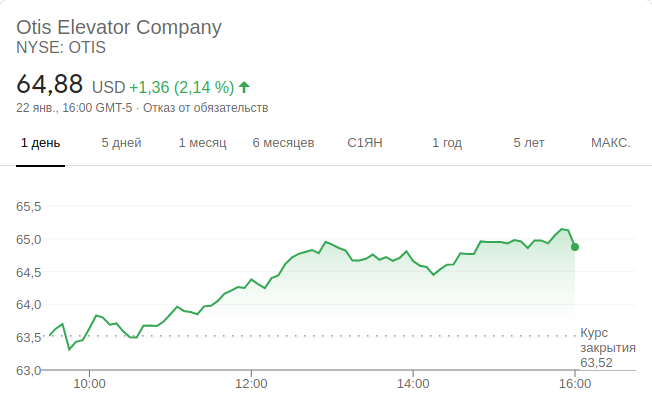 Otis Elevator Company
NYSE: OTIS
64,88 USD +1,36 (2,14 %)
22 янв., 16:00 GMT-5 · Отказ от обязательств
1 день 5 дней 1 месяц 6 месяцев С1ЯН 1 год 5 лет МАКС.
65,5
65,0
64,5
64,0
63,5
63,0
Курс
закрытия
63,52
10:00 12:00 14:00 16:00